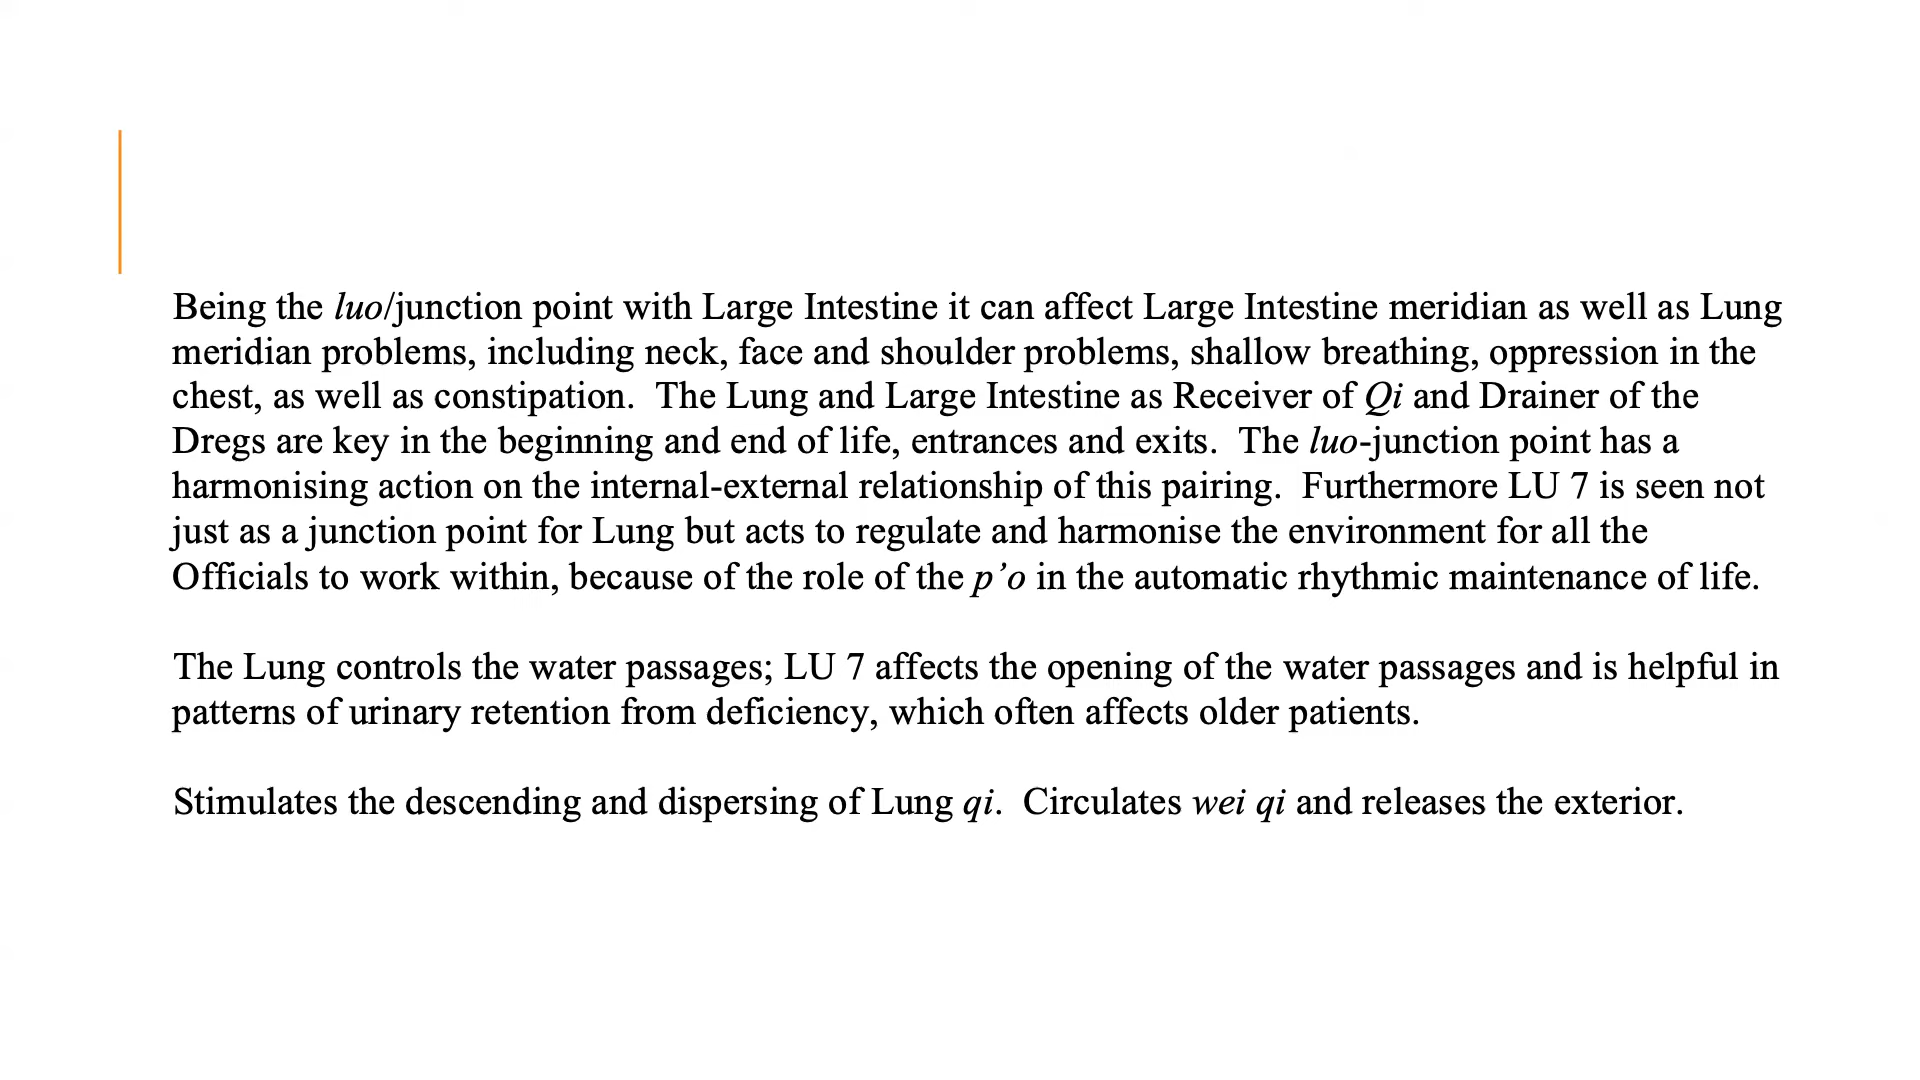 Being the luo/junction point with Large Intestine it can affect Large Intestine meridian as well as Lung
meridian problems, including neck, face and shoulder problems, shallow breathing, oppression in the
chest, as well as constipation.  The Lung and Large Intestine as Receiver of Qi and Drainer of the
Dregs are key in the beginning and end of life, entrances and exits.  The luo-junction point has a
harmonising action on the internal-external relationship of this pairing.  Furthermore LU 7 is seen not
just as a junction point for Lung but acts to regulate and harmonise the environment for all the
Officials to work within, because of the role of the p’o in the automatic rhythmic maintenance of life.
The Lung controls the water passages; LU 7 affects the opening of the water passages and is helpful in
patterns of urinary retention from deficiency, which often affects older patients.
Stimulates the descending and dispersing of Lung qi.  Circulates wei qi and releases the exterior.